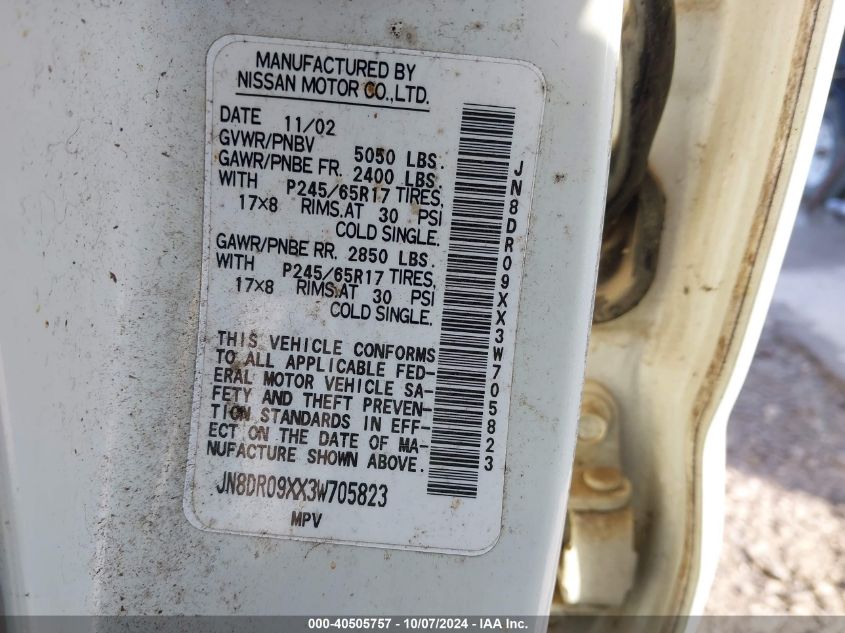 MANUFACTURED BY
NISSAN MOTOR CO.,LTD.
DATE 11/02
GVWR/PNBV 5050 LBS.
GAWR/PNBE FR. 2400 LBS.
WITH P245/65R17 TIRES,
17X8 RIMS.AT 30 PSI
COLD SINGLE.
GAWR/PNBE RR. 2850 LBS.
WITH P245/65R17 TIRES,
17X8 RIMS.AT 30 PSI
COLD SINGLE.
THIS VEHICLE CONFORMS
TO ALL APPLICABLE FED-
ERAL MOTOR VEHICLE SA-
FETY AND THEFT PREVEN-
TION STANDARDS IN EFF-
ECT ON THE DATE OF MA-
NUFACTURE SHOWN ABOVE.
JN8DR09XX3W705823
MPV
JN8DR09XX3W705823
000-40505757 - 10/07/2024 - IAA Inc.